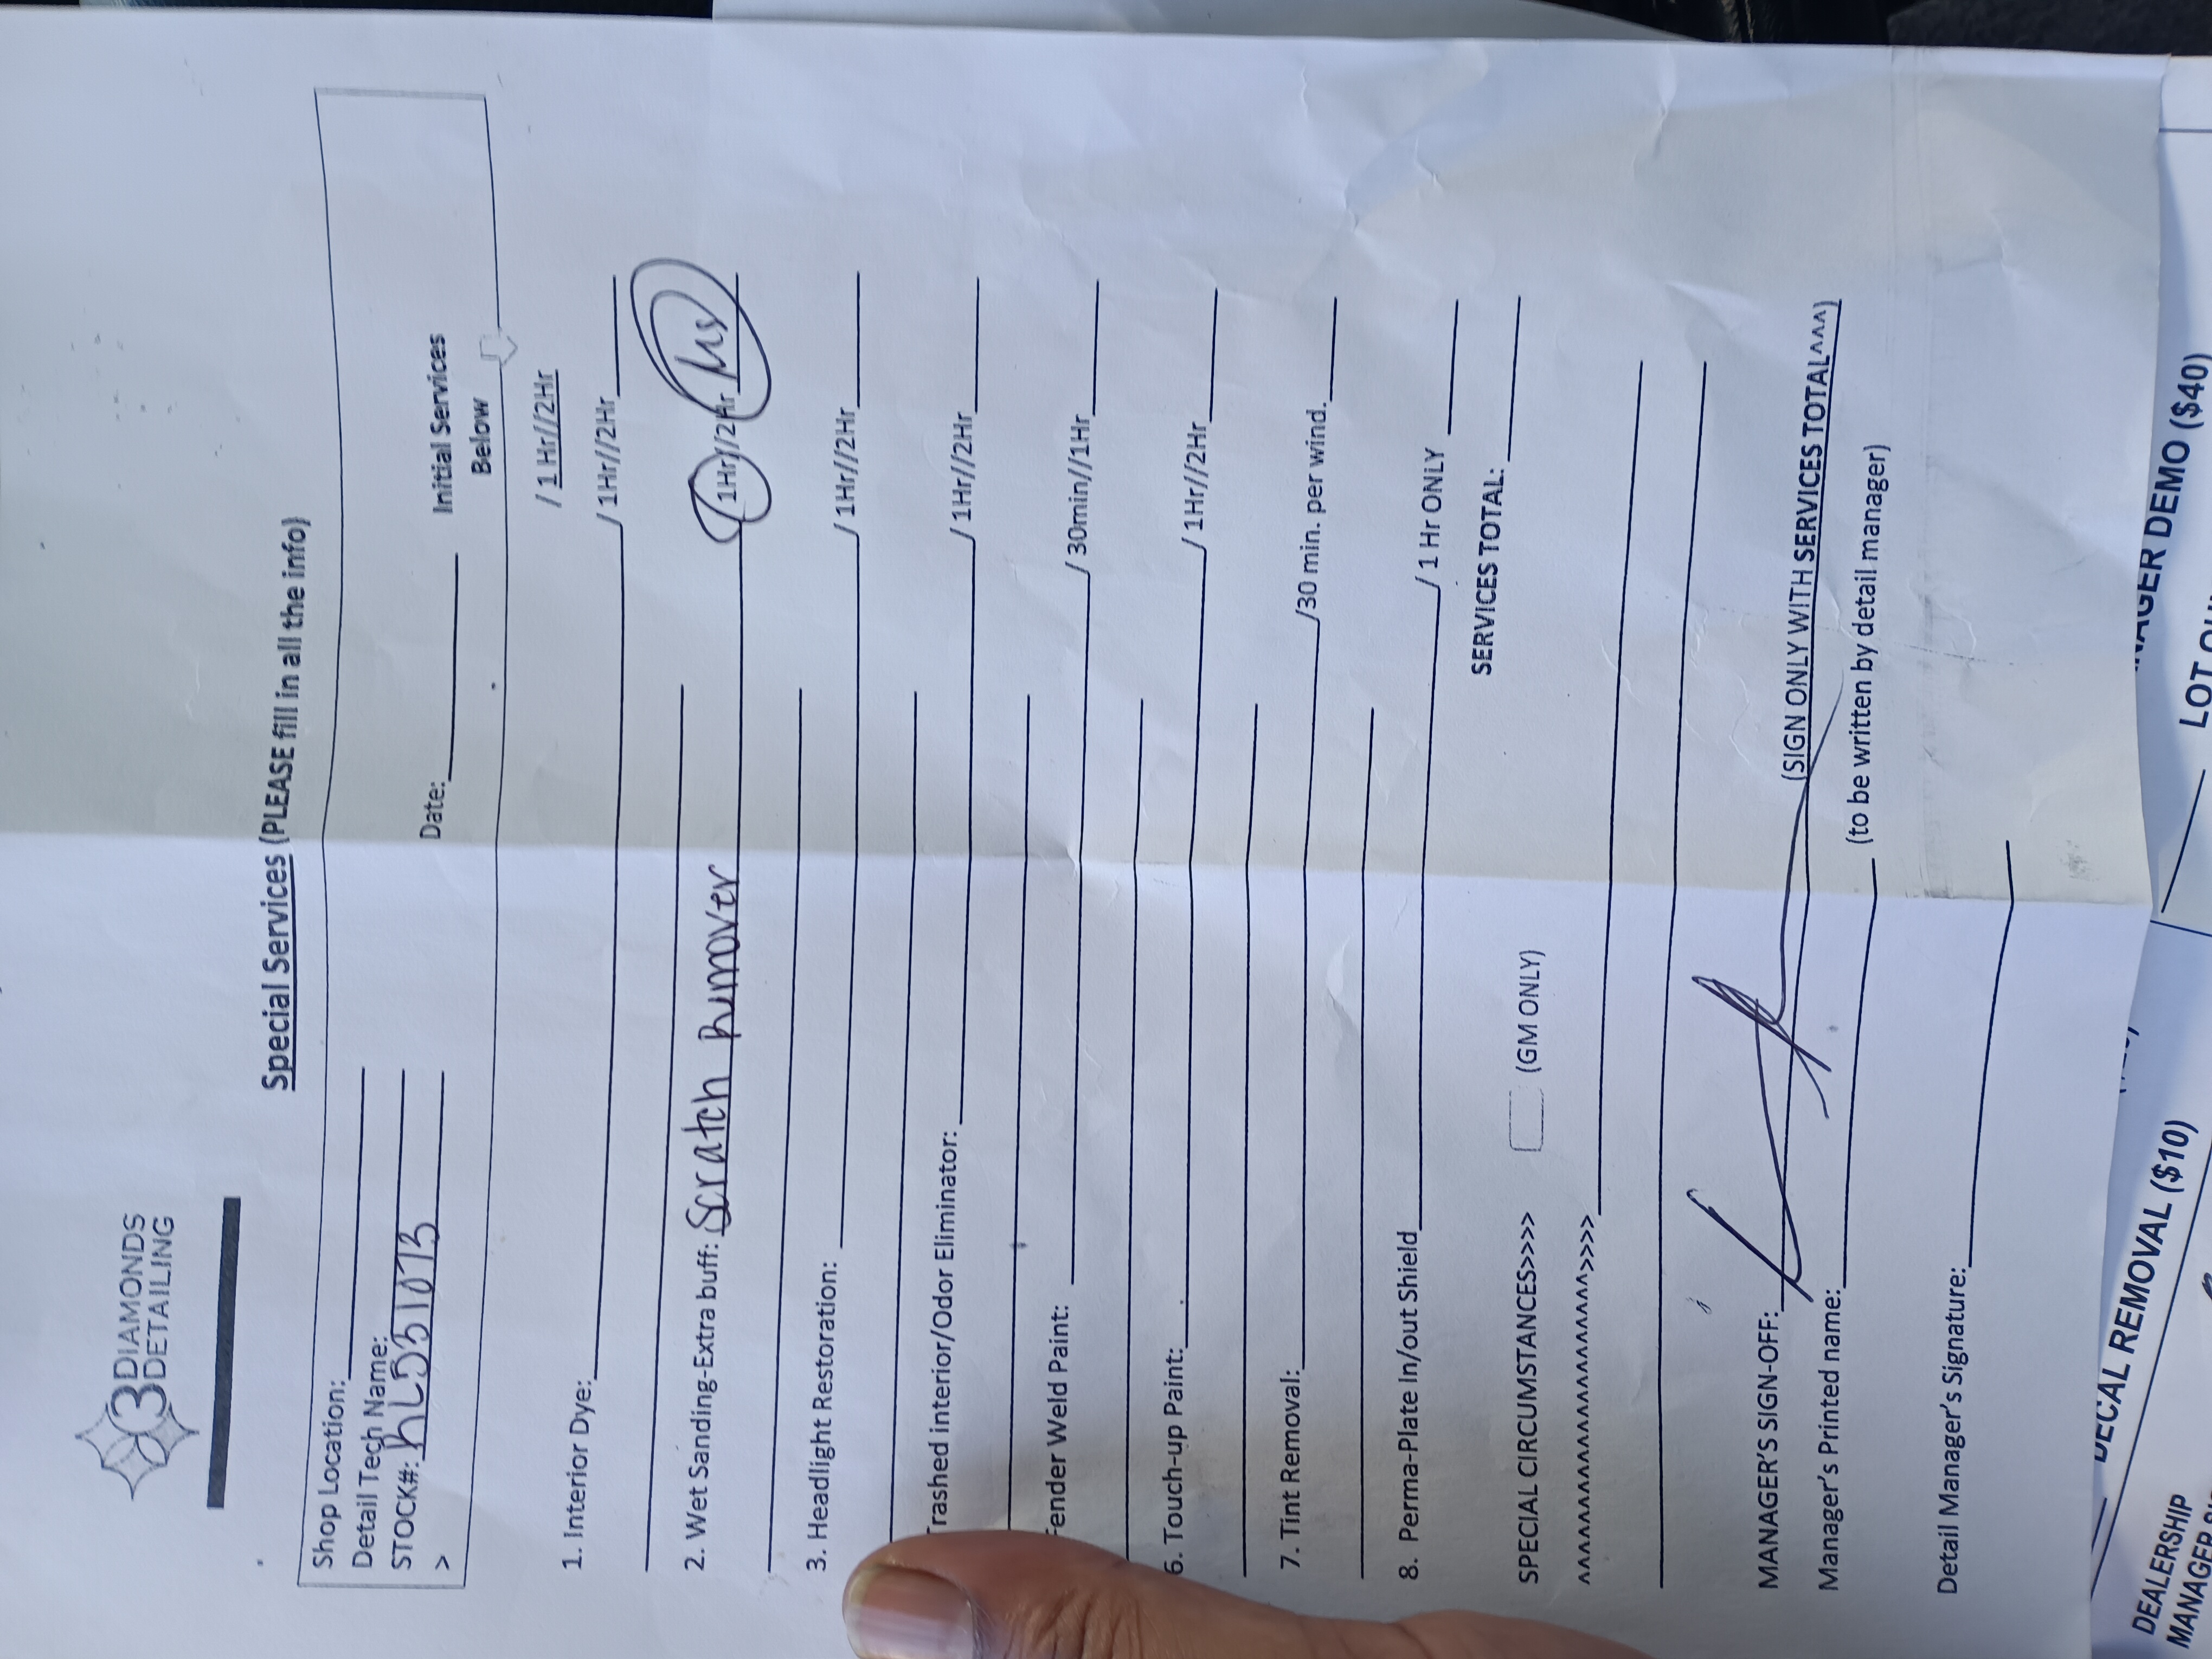 3 DIAMONDS
DETAILING
Special Services (PLEASE fill in all the info)
Shop Location:
Detail Tech Name:
STOCK#:
Date:
>
Initial Services
Below
/ 1 Hr//2Hr
1. Interior Dye: / 1Hr//2Hr
2. Wet Sanding-Extra buff: Scratch Rumover / 1Hr//2Hr
3. Headlight Restoration: / 1Hr//2Hr
rashed interior/Odor Eliminator: / 1Hr//2Hr
ender Weld Paint: / 30min//1Hr
6. Touch-up Paint: / 1Hr//2Hr
7. Tint Removal: /30 min. per wind.
8. Perma-Plate In/out Shield / 1 Hr ONLY
SERVICES TOTAL:
SPECIAL CIRCUMSTANCES>>>> (GM ONLY)
^^^^^^^^^^^^^^^^^^^^^^^>>>>
MANAGER'S SIGN-OFF: (SIGN ONLY WITH SERVICES TOTAL^^^)
Manager's Printed name: (to be written by detail manager)
Detail Manager's Signature:
DECAL REMOVAL ($10)
NAGER DEMO ($40)
LOT
DEALERSHIP
MANAGER